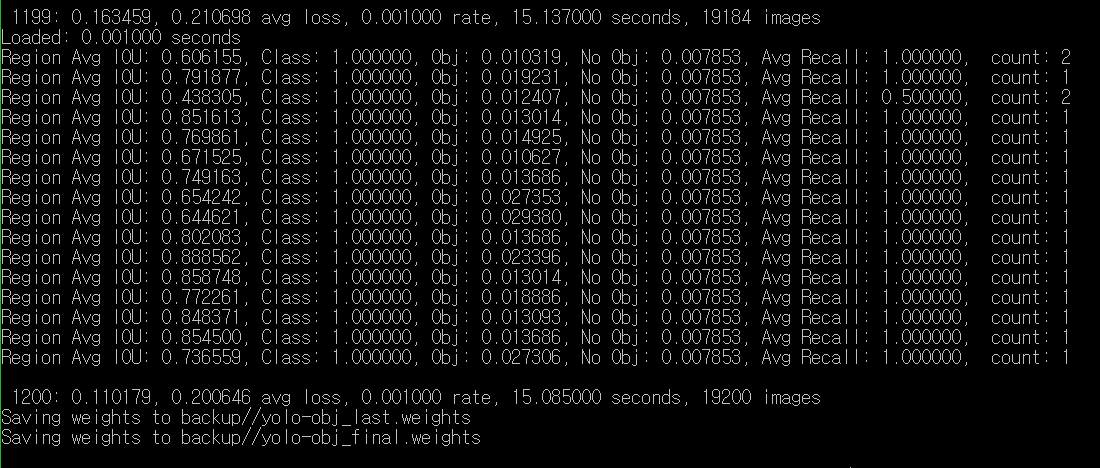 1199: 0.163459, 0.210698 avg loss, 0.001000 rate, 15.137000 seconds, 19184 images
Loaded: 0.001000 seconds
Region Avg IOU: 0.606155, Class: 1.000000, Obj: 0.010319, No Obj: 0.007853, Avg Recall: 1.000000, count: 2
Region Avg IOU: 0.791877, Class: 1.000000, Obj: 0.019231, No Obj: 0.007853, Avg Recall: 1.000000, count: 1
Region Avg IOU: 0.438305, Class: 1.000000, Obj: 0.012407, No Obj: 0.007853, Avg Recall: 0.500000, count: 2
Region Avg IOU: 0.851613, Class: 1.000000, Obj: 0.013014, No Obj: 0.007853, Avg Recall: 1.000000, count: 1
Region Avg IOU: 0.769861, Class: 1.000000, Obj: 0.014925, No Obj: 0.007853, Avg Recall: 1.000000, count: 1
Region Avg IOU: 0.671525, Class: 1.000000, Obj: 0.010627, No Obj: 0.007853, Avg Recall: 1.000000, count: 1
Region Avg IOU: 0.749163, Class: 1.000000, Obj: 0.013686, No Obj: 0.007853, Avg Recall: 1.000000, count: 1
Region Avg IOU: 0.654242, Class: 1.000000, Obj: 0.027353, No Obj: 0.007853, Avg Recall: 1.000000, count: 1
Region Avg IOU: 0.644621, Class: 1.000000, Obj: 0.029380, No Obj: 0.007853, Avg Recall: 1.000000, count: 1
Region Avg IOU: 0.802083, Class: 1.000000, Obj: 0.013686, No Obj: 0.007853, Avg Recall: 1.000000, count: 1
Region Avg IOU: 0.888562, Class: 1.000000, Obj: 0.023396, No Obj: 0.007853, Avg Recall: 1.000000, count: 1
Region Avg IOU: 0.858748, Class: 1.000000, Obj: 0.013014, No Obj: 0.007853, Avg Recall: 1.000000, count: 1
Region Avg IOU: 0.772261, Class: 1.000000, Obj: 0.018886, No Obj: 0.007853, Avg Recall: 1.000000, count: 1
Region Avg IOU: 0.848371, Class: 1.000000, Obj: 0.013093, No Obj: 0.007853, Avg Recall: 1.000000, count: 1
Region Avg IOU: 0.854500, Class: 1.000000, Obj: 0.013686, No Obj: 0.007853, Avg Recall: 1.000000, count: 1
Region Avg IOU: 0.736559, Class: 1.000000, Obj: 0.027306, No Obj: 0.007853, Avg Recall: 1.000000, count: 1
1200: 0.110179, 0.200646 avg loss, 0.001000 rate, 15.085000 seconds, 19200 images
Saving weights to backup//yolo-obj_last.weights
Saving weights to backup//yolo-obj_final.weights